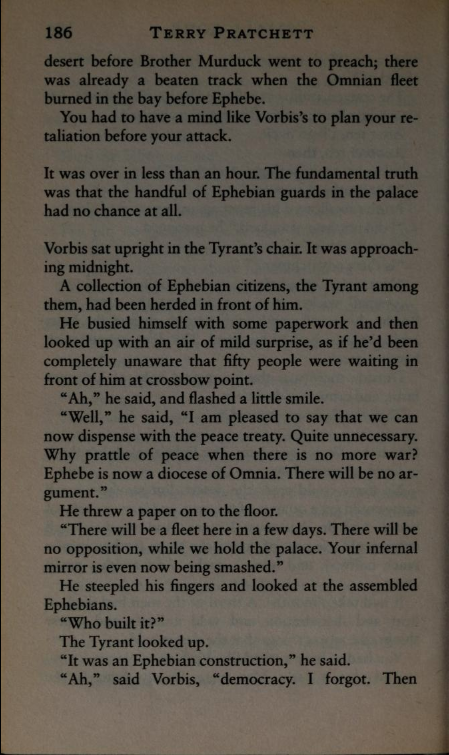 186 TERRY PRATCHETT
desert before Brother Murduck went to preach; there
was already a beaten track when the Omnian fleet
burned in the bay before Ephebe.
You had to have a mind like Vorbis's to plan your re-
taliation before your attack.
It was over in less than an hour. The fundamental truth
was that the handful of Ephebian guards in the palace
had no chance at all.
Vorbis sat upright in the Tyrant's chair. It was approach-
ing midnight.
A collection of Ephebian citizens, the Tyrant among
them, had been herded in front of him.
He busied himself with some paperwork and then
looked up with an air of mild surprise, as if he'd been
completely unaware that fifty people were waiting in
front of him at crossbow point.
“Ah,” he said, and flashed a little smile.
“Well,” he said, “I am pleased to say that we can
now dispense with the peace treaty. Quite unnecessary.
Why prattle of peace when there is no more war?
Ephebe is now a diocese of Omnia. There will be no ar-
gument.”
He threw a paper on to the floor.
“There will be a fleet here in a few days. There will be
no opposition, while we hold the palace. Your infernal
mirror is even now being smashed.”
He steepled his fingers and looked at the assembled
Ephebians.
“Who built it?”
The Tyrant looked up.
“It was an Ephebian construction,” he said.
“Ah,” said Vorbis, “democracy. I forgot. Then